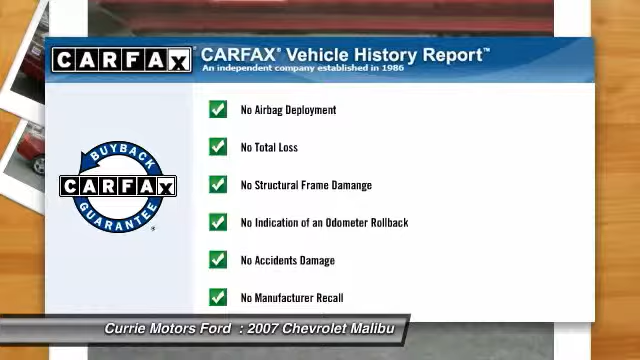 CARFAX
CARFAX® Vehicle History Report™
An independent company established in 1986
No Airbag Deployment
No Total Loss
No Structural Frame Damange
No Indication of an Odometer Rollback
No Accidents Damage
No Manufacturer Recall
BUYBACK
CARFAX
GUARANTEE
Currie Motors Ford : 2007 Chevrolet Malibu